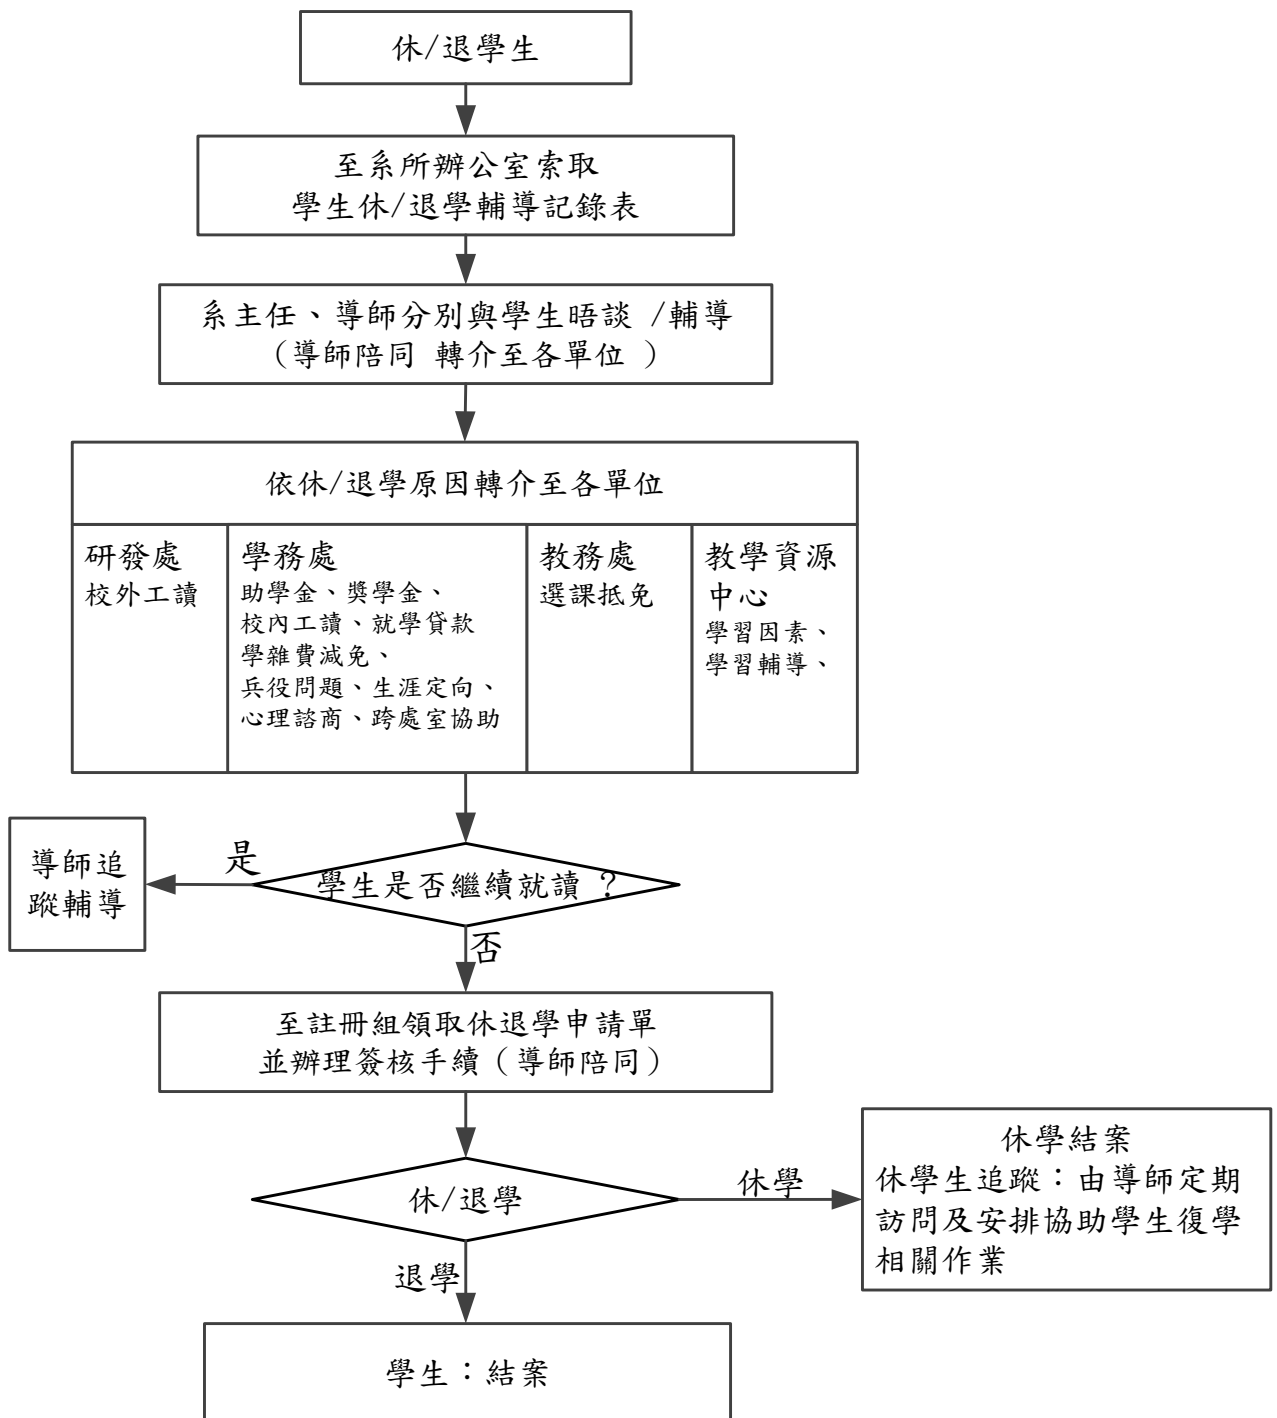 休/退學生
至系所辦公室索取
學生休/退學輔導記錄表
系主任、導師分別與學生晤談 /輔導
（導師陪同 轉介至各單位 ）
依休/退學原因轉介至各單位
研發處
校外工讀
學務處
助學金、獎學金、
校內工讀、就學貸款
學雜費減免、
兵役問題、生涯定向、
心理諮商、跨處室協助
教務處
選課抵免
教學資源
中心
學習因素、
學習輔導、
學生是否繼續就讀 ？
是
導師追
蹤輔導
否
至註冊組領取休退學申請單
並辦理簽核手續（導師陪同）
休/退學
休學
休學結案
休學生追蹤：由導師定期
訪問及安排協助學生復學
相關作業
退學
學生：結案